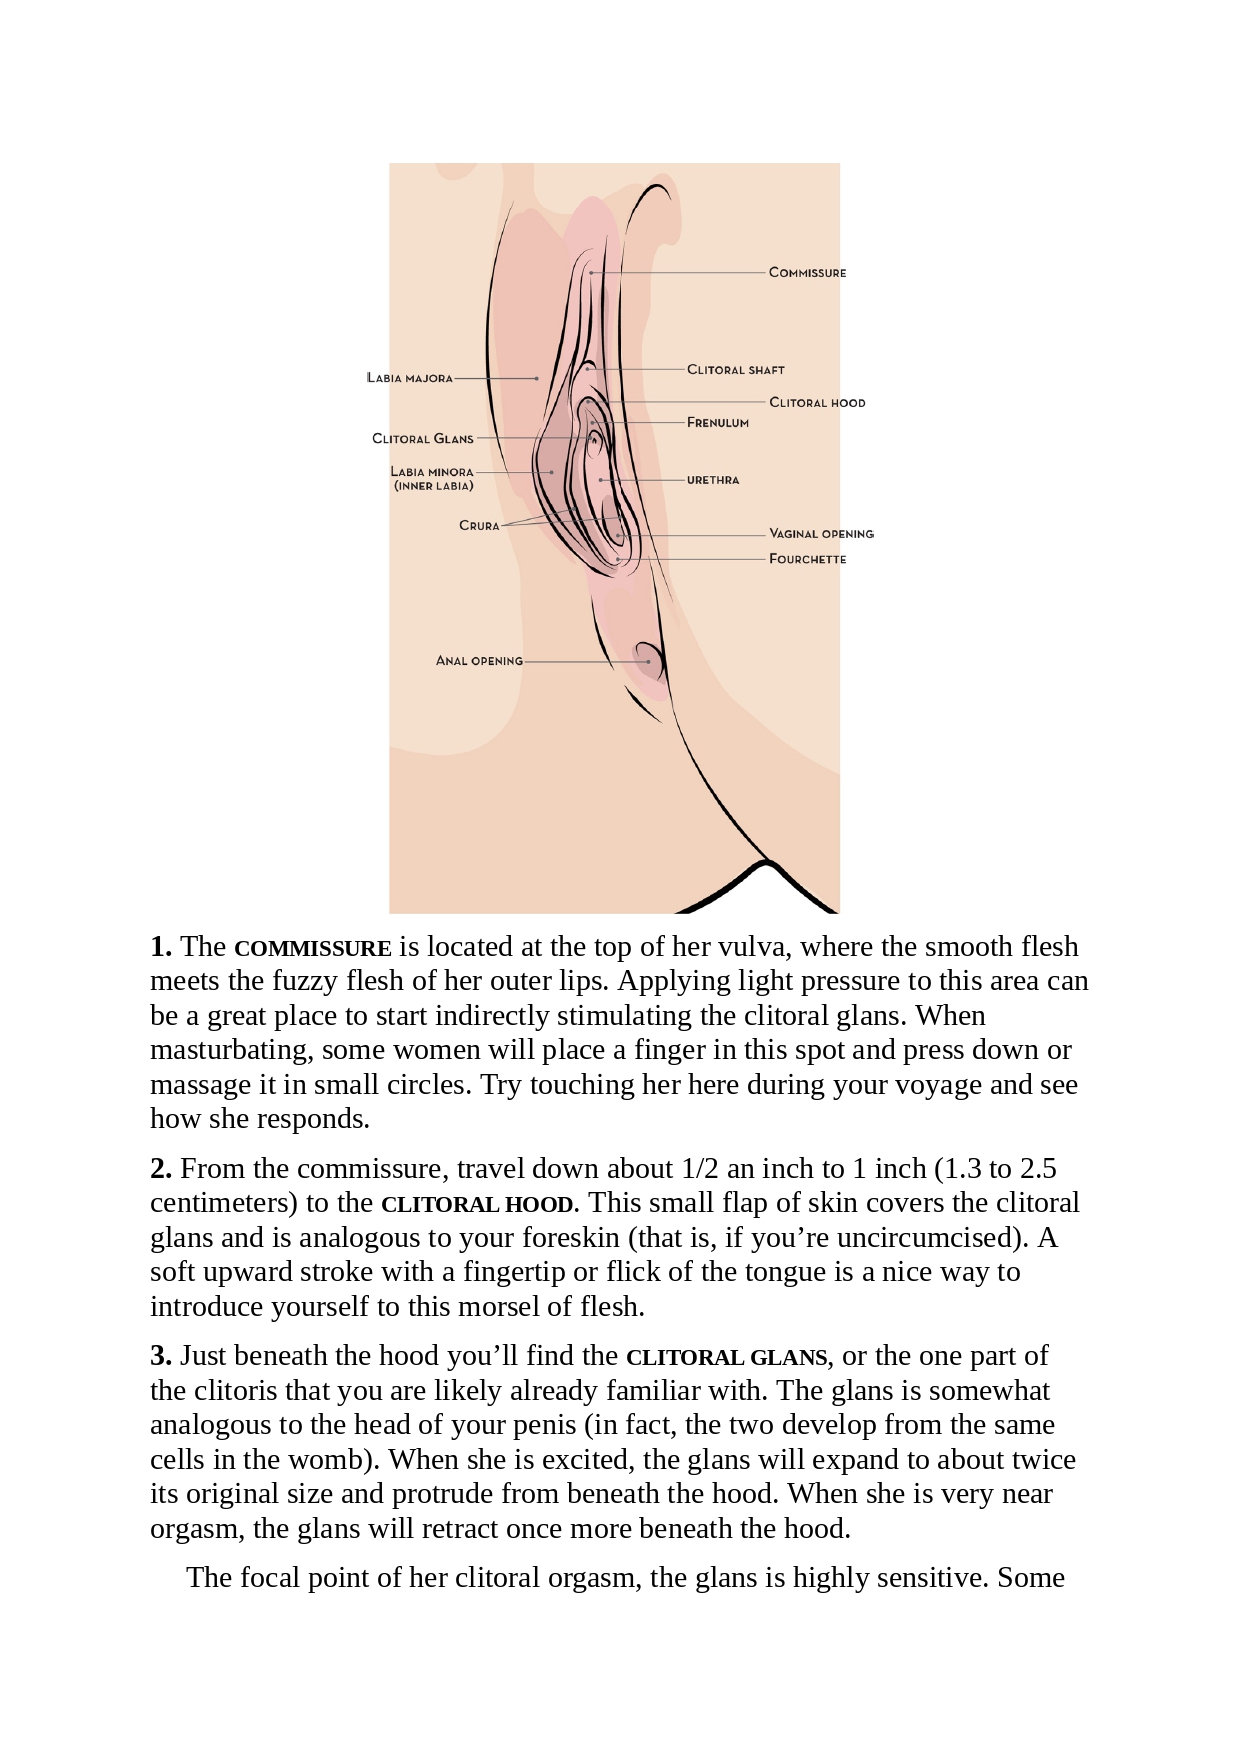 COMMISSURE
CLITORAL SHAFT
LABIA MAJORA
CLITORAL HOOD
FRENULUM
CLITORAL GLANS
LABIA MINORA
(INNER LABIA)
URETHRA
CRURA
VAGINAL OPENING
FOURCHETTE
ANAL OPENING
1. The COMMISSURE is located at the top of her vulva, where the smooth flesh
meets the fuzzy flesh of her outer lips. Applying light pressure to this area can
be a great place to start indirectly stimulating the clitoral glans. When
masturbating, some women will place a finger in this spot and press down or
massage it in small circles. Try touching her here during your voyage and see
how she responds.
2. From the commissure, travel down about 1/2 an inch to 1 inch (1.3 to 2.5
centimeters) to the CLITORAL HOOD. This small flap of skin covers the clitoral
glans and is analogous to your foreskin (that is, if you’re uncircumcised). A
soft upward stroke with a fingertip or flick of the tongue is a nice way to
introduce yourself to this morsel of flesh.
3. Just beneath the hood you’ll find the CLITORAL GLANS, or the one part of
the clitoris that you are likely already familiar with. The glans is somewhat
analogous to the head of your penis (in fact, the two develop from the same
cells in the womb). When she is excited, the glans will expand to about twice
its original size and protrude from beneath the hood. When she is very near
orgasm, the glans will retract once more beneath the hood.
The focal point of her clitoral orgasm, the glans is highly sensitive. Some